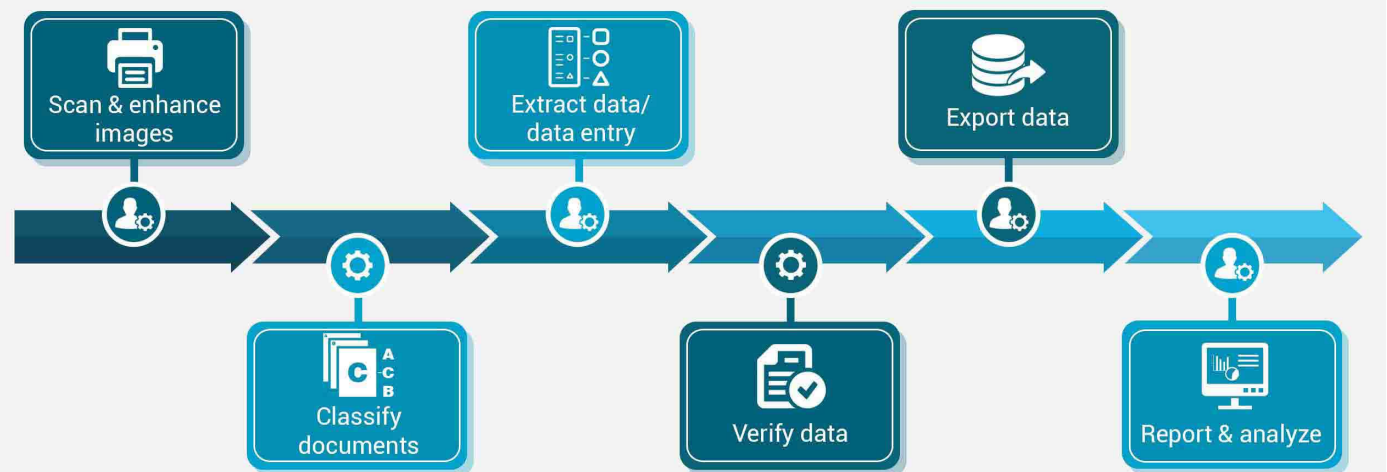 Scan & enhance
images
C
A
C
B
Classify
documents
Extract data/
data entry
Verify data
Export data
Report & analyze